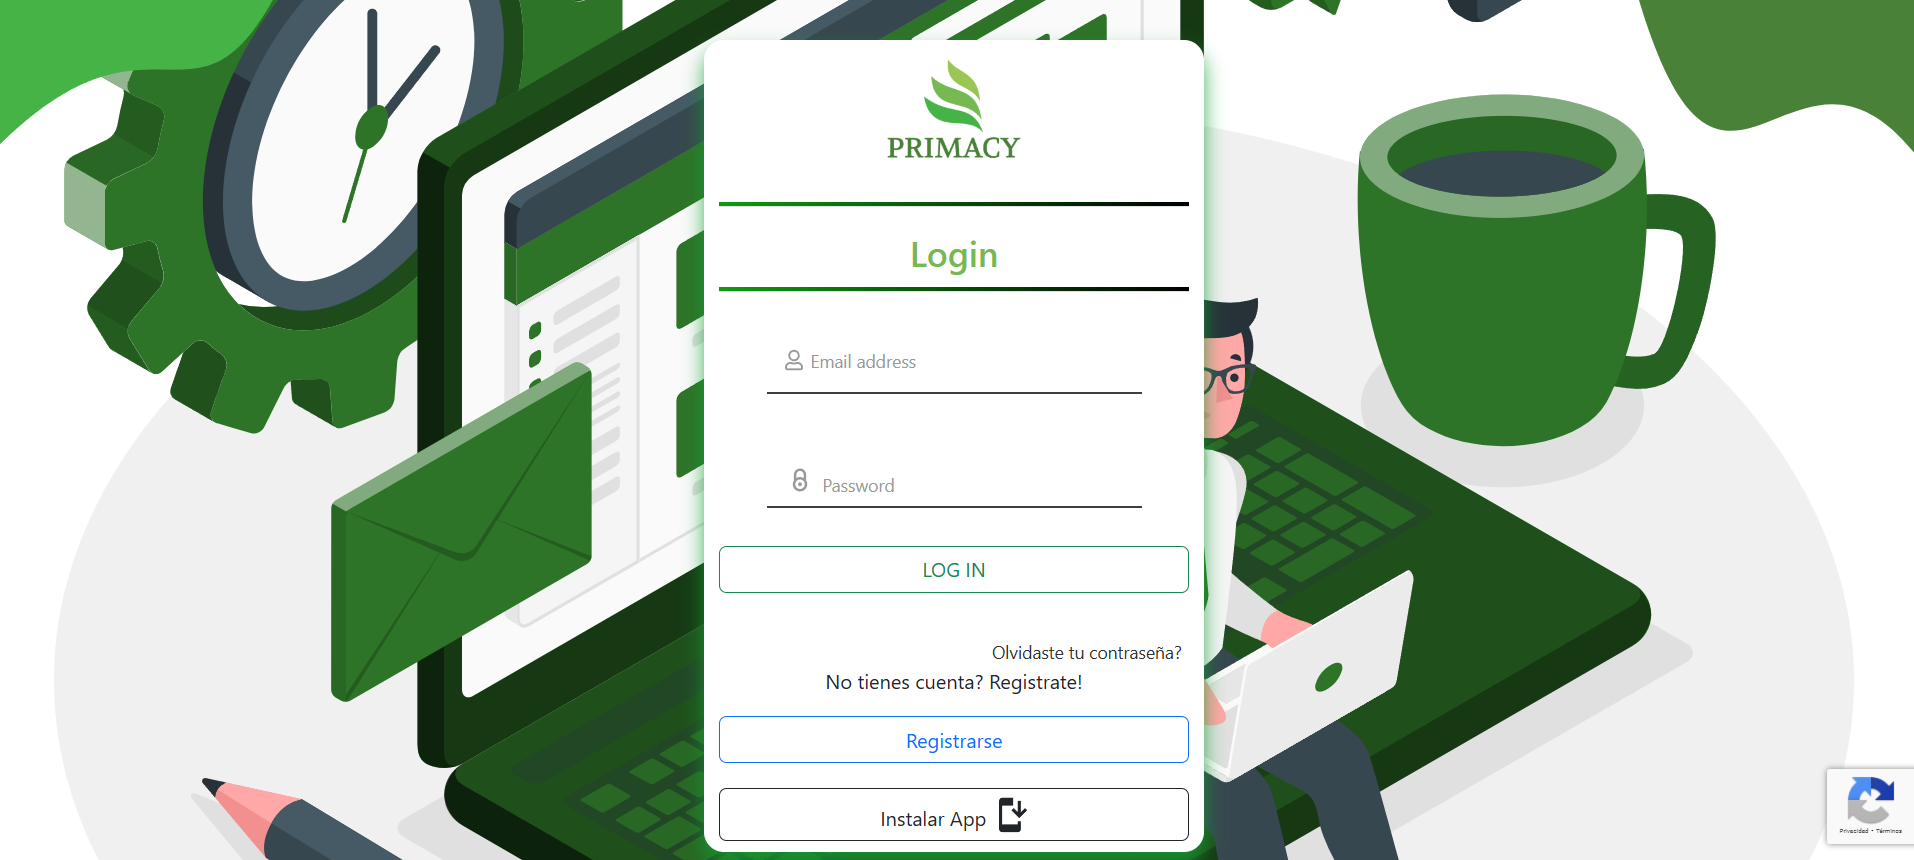 PRIMACY
Login
Email address
Password
LOG IN
Olvidaste tu contraseña?
No tienes cuenta? Registrate!
Registrarse
Instalar App
Privacidad • Términos